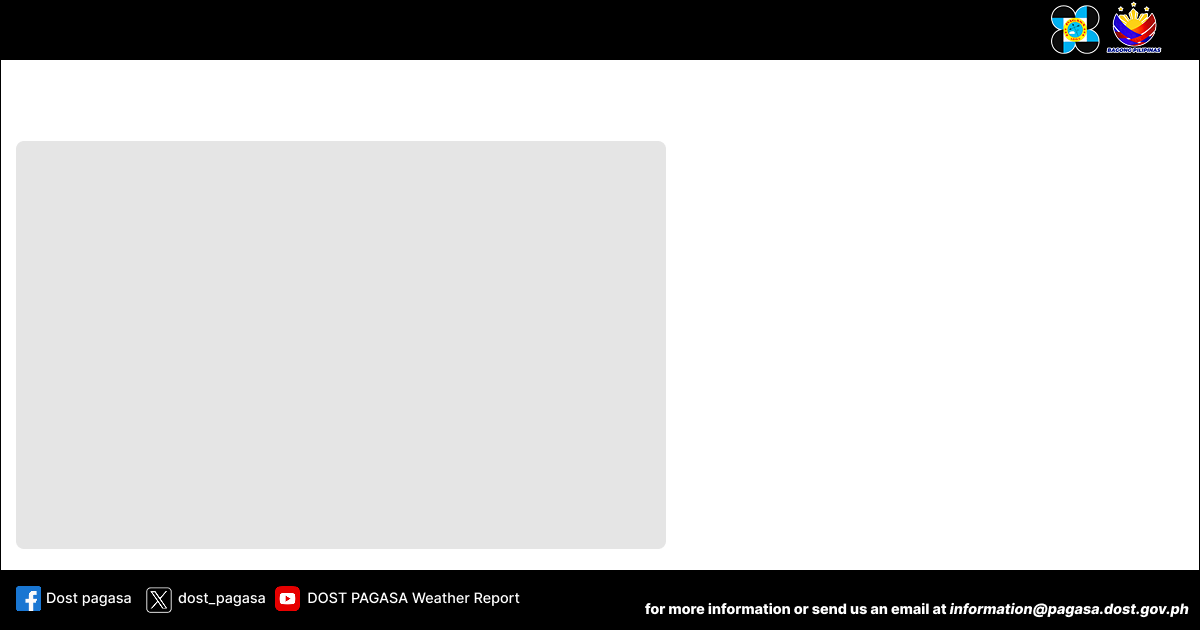 BAGONG PILIPINAS
Dost pagasa
dost_pagasa
DOST PAGASA Weather Report
for more information or send us an email at information@pagasa.dost.gov.ph